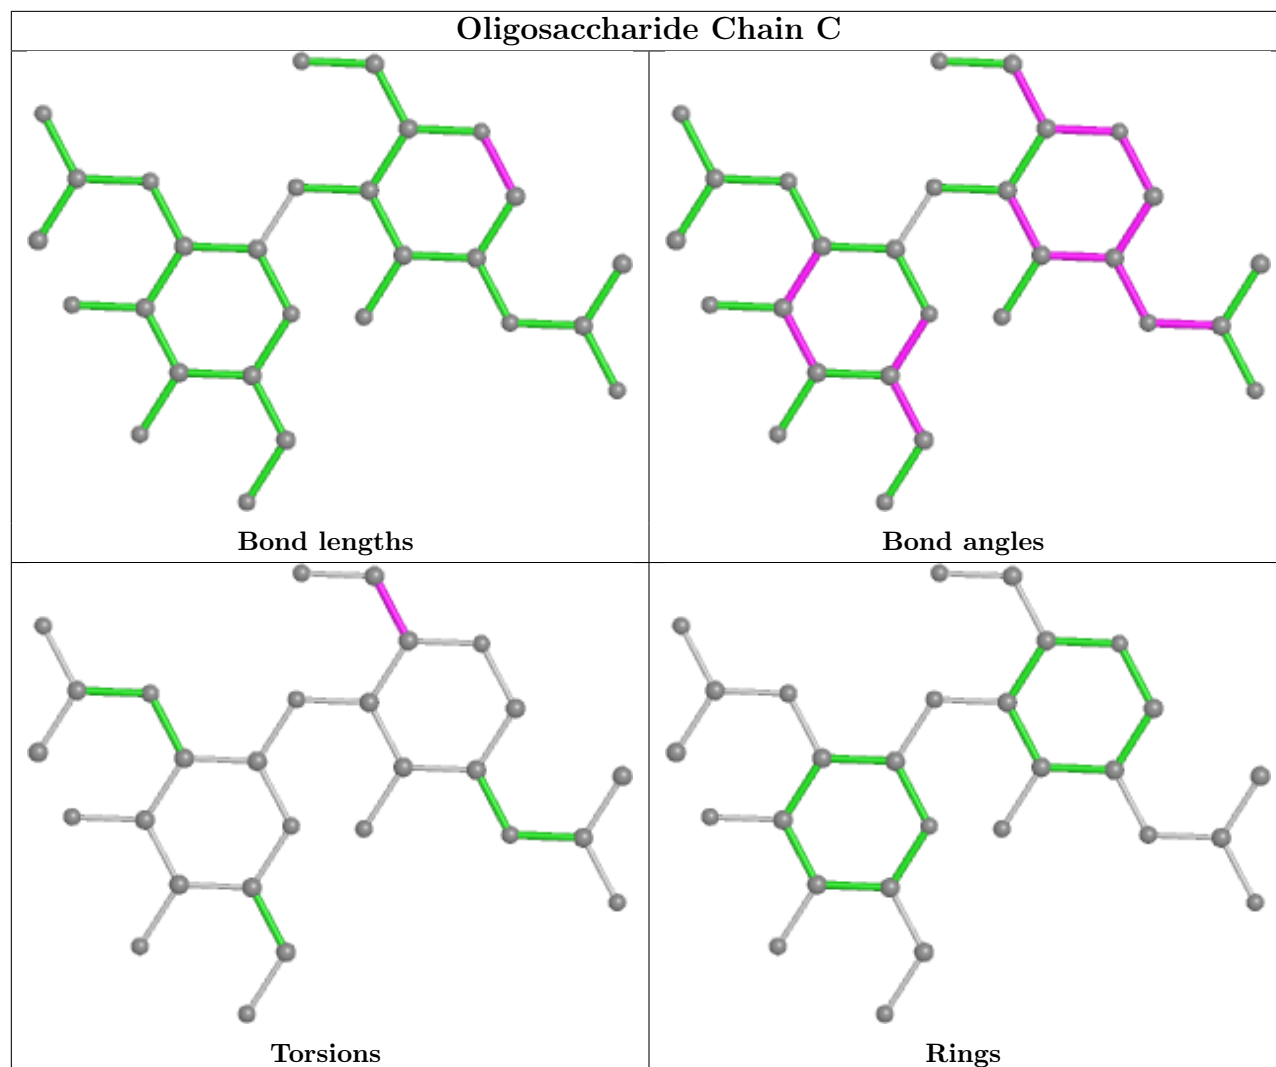 Oligosaccharide Chain C
Bond lengths
Bond angles
Torsions
Rings